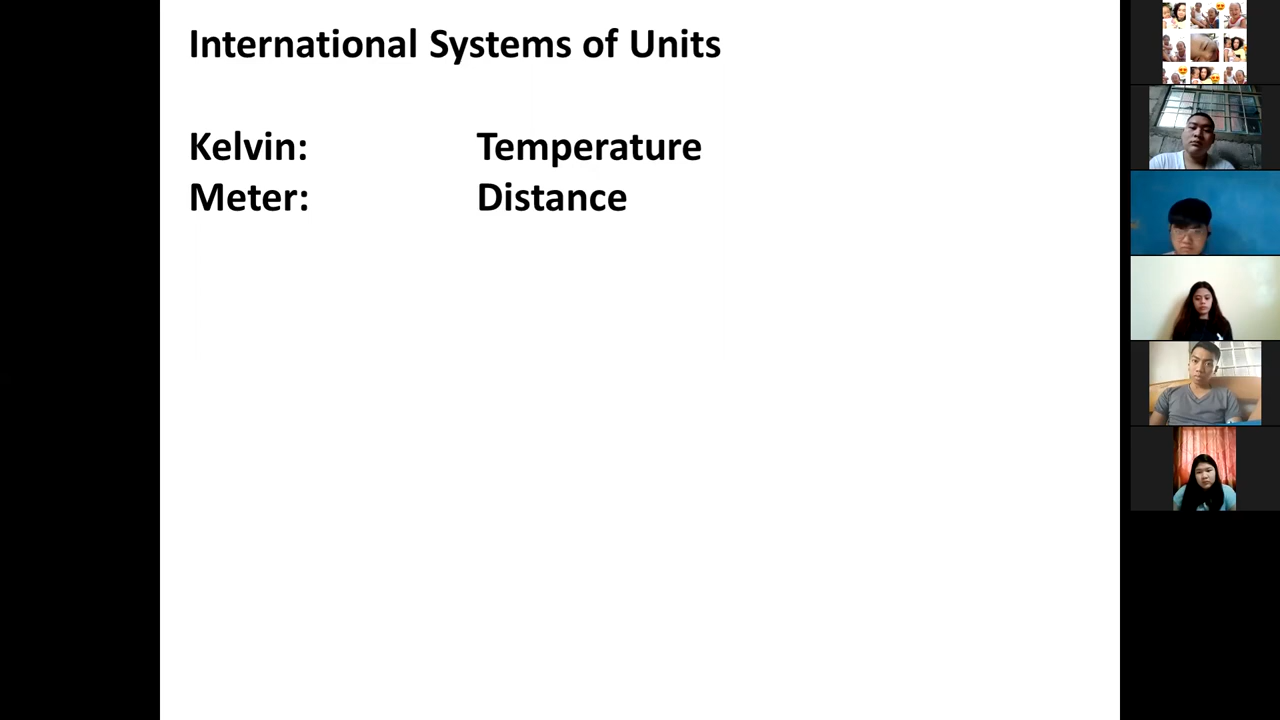 International Systems of Units
Kelvin: Temperature
Meter: Distance